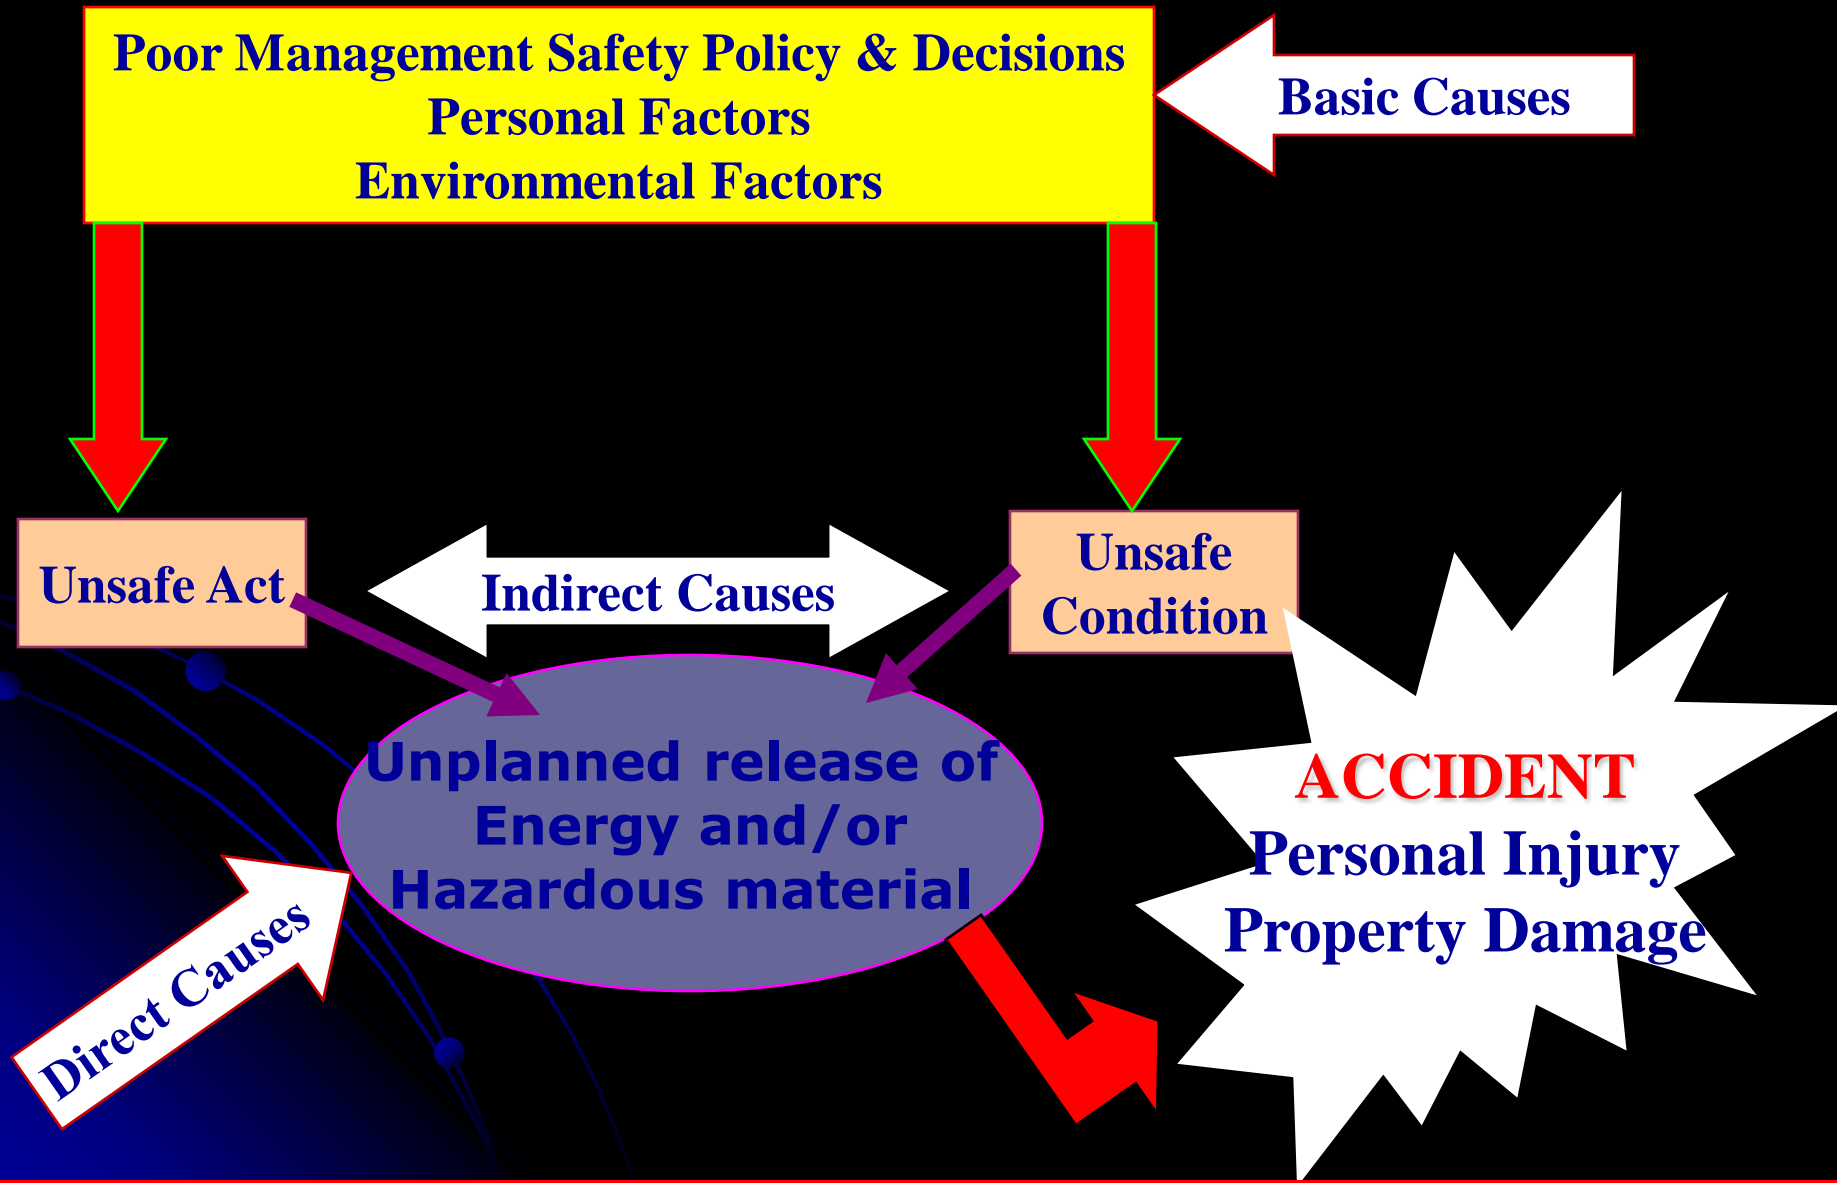 Poor Management Safety Policy & Decisions
Personal Factors
Environmental Factors
Basic Causes
Unsafe Act
Indirect Causes
Unsafe
Condition
Unplanned release of
Energy and/or
Hazardous material
Direct Causes
ACCIDENT
Personal Injury
Property Damage